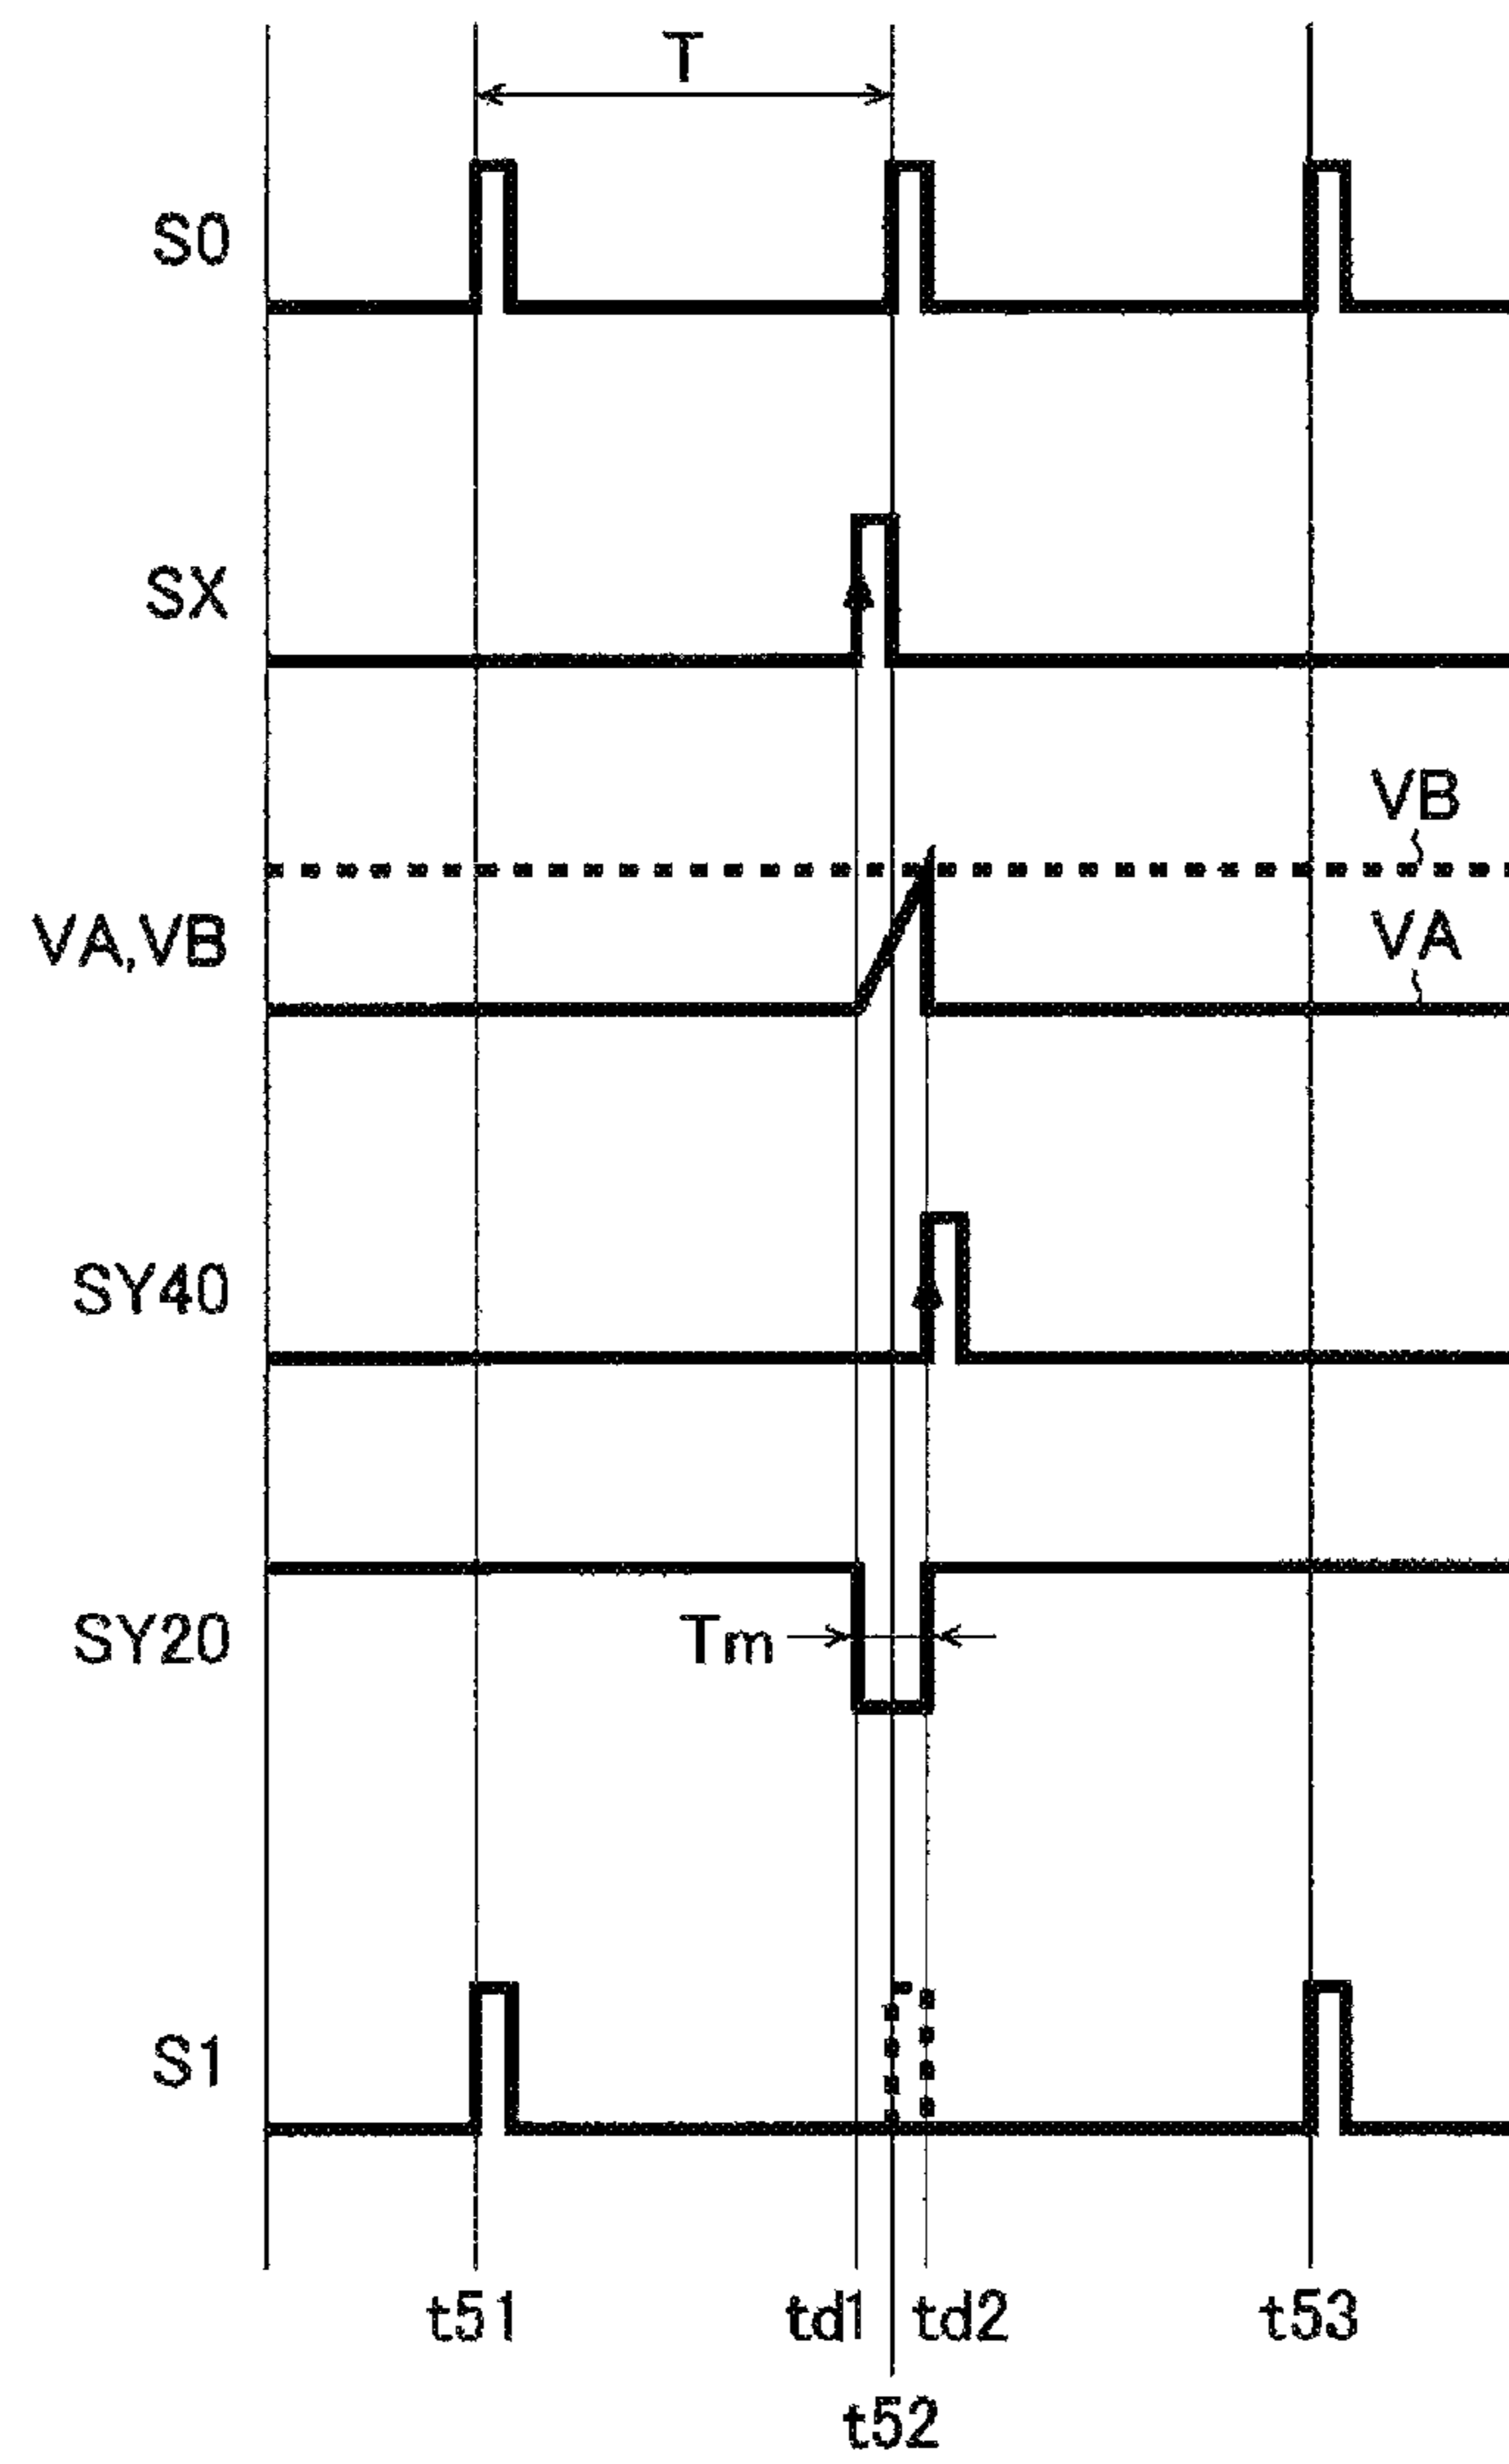 T
S0
SX
VB
VA,VB
VA
SY40
SY20
Tm
S1
t51
td1
td2
t53
t52